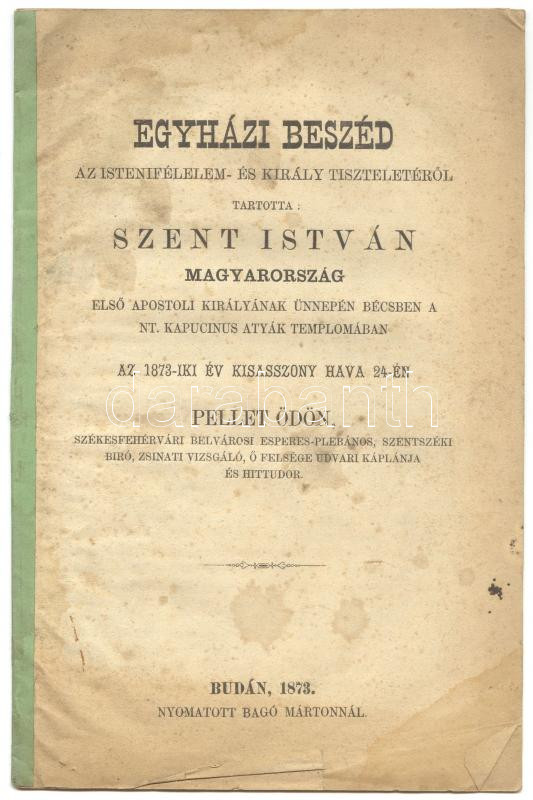 EGYHÁZI BESZÉD
AZ ISTENIFÉLELEM- ÉS KIRÁLY TISZTELETÉRŐL
TARTOTTA :
SZENT ISTVÁN
MAGYARORSZÁG
ELSŐ APOSTOLI KIRÁLYÁNAK ÜNNEPÉN BÉCSBEN A
NT. KAPUCINUS ATYÁK TEMPLOMÁBAN
AZ 1873-IKI ÉV KISASSZONY HAVA 24-ÉN
darabanth
PELLET ÖDÖN,
SZÉKESFEHÉRVÁRI BELVÁROSI ESPERES-PLEBÁNOS, SZENTSZÉKI
BIRÓ, ZSINATI VIZSGÁLÓ, Ő FELSÉGE UDVARI KÁPLÁNJA
ÉS HITTUDOR.
BUDÁN, 1873.
NYOMATOTT BAGÓ MÁRTONNÁL.